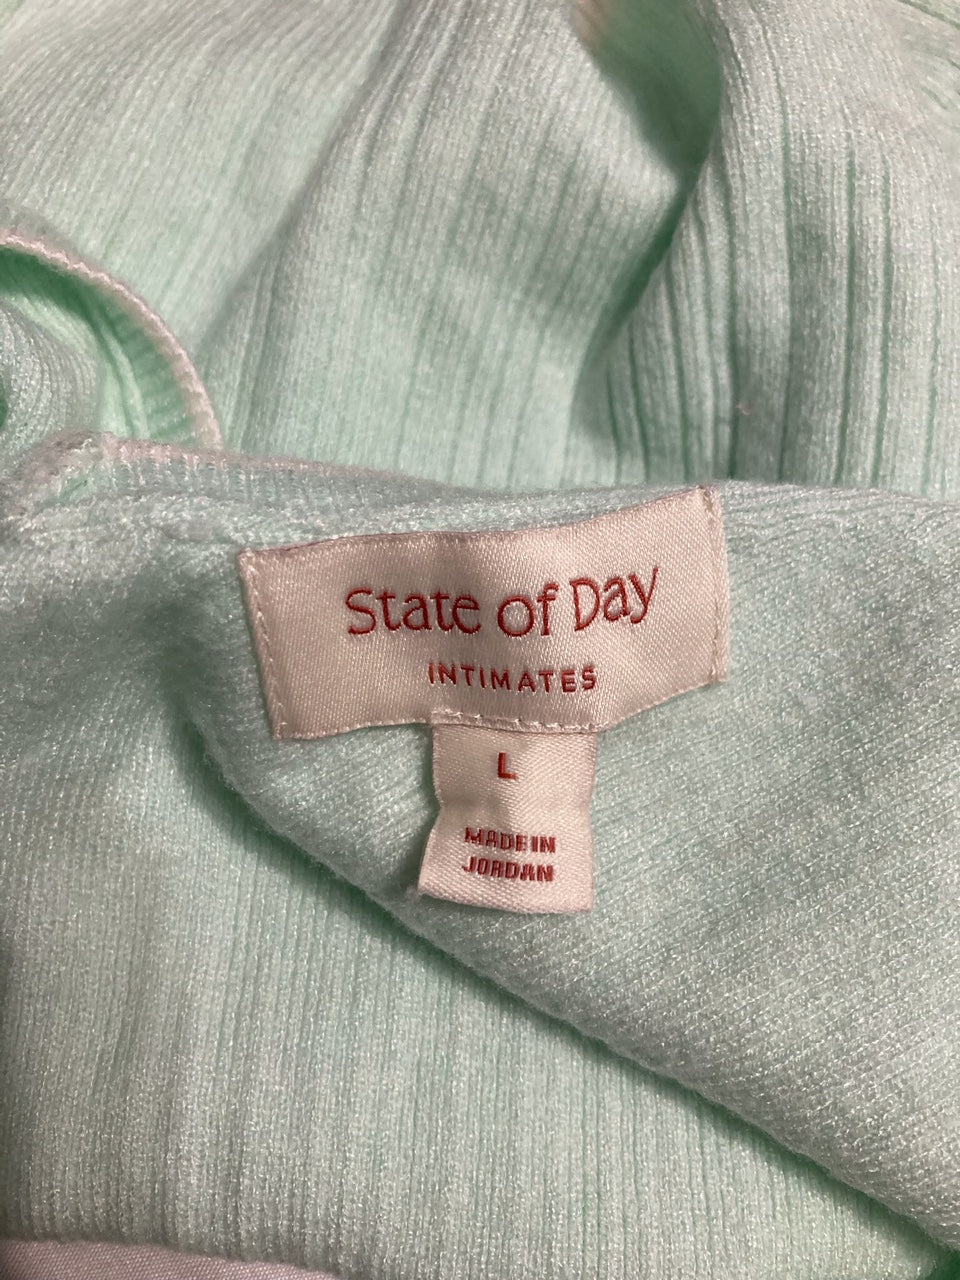 State of Day
INTIMATES
L
MADE IN
JORDAN